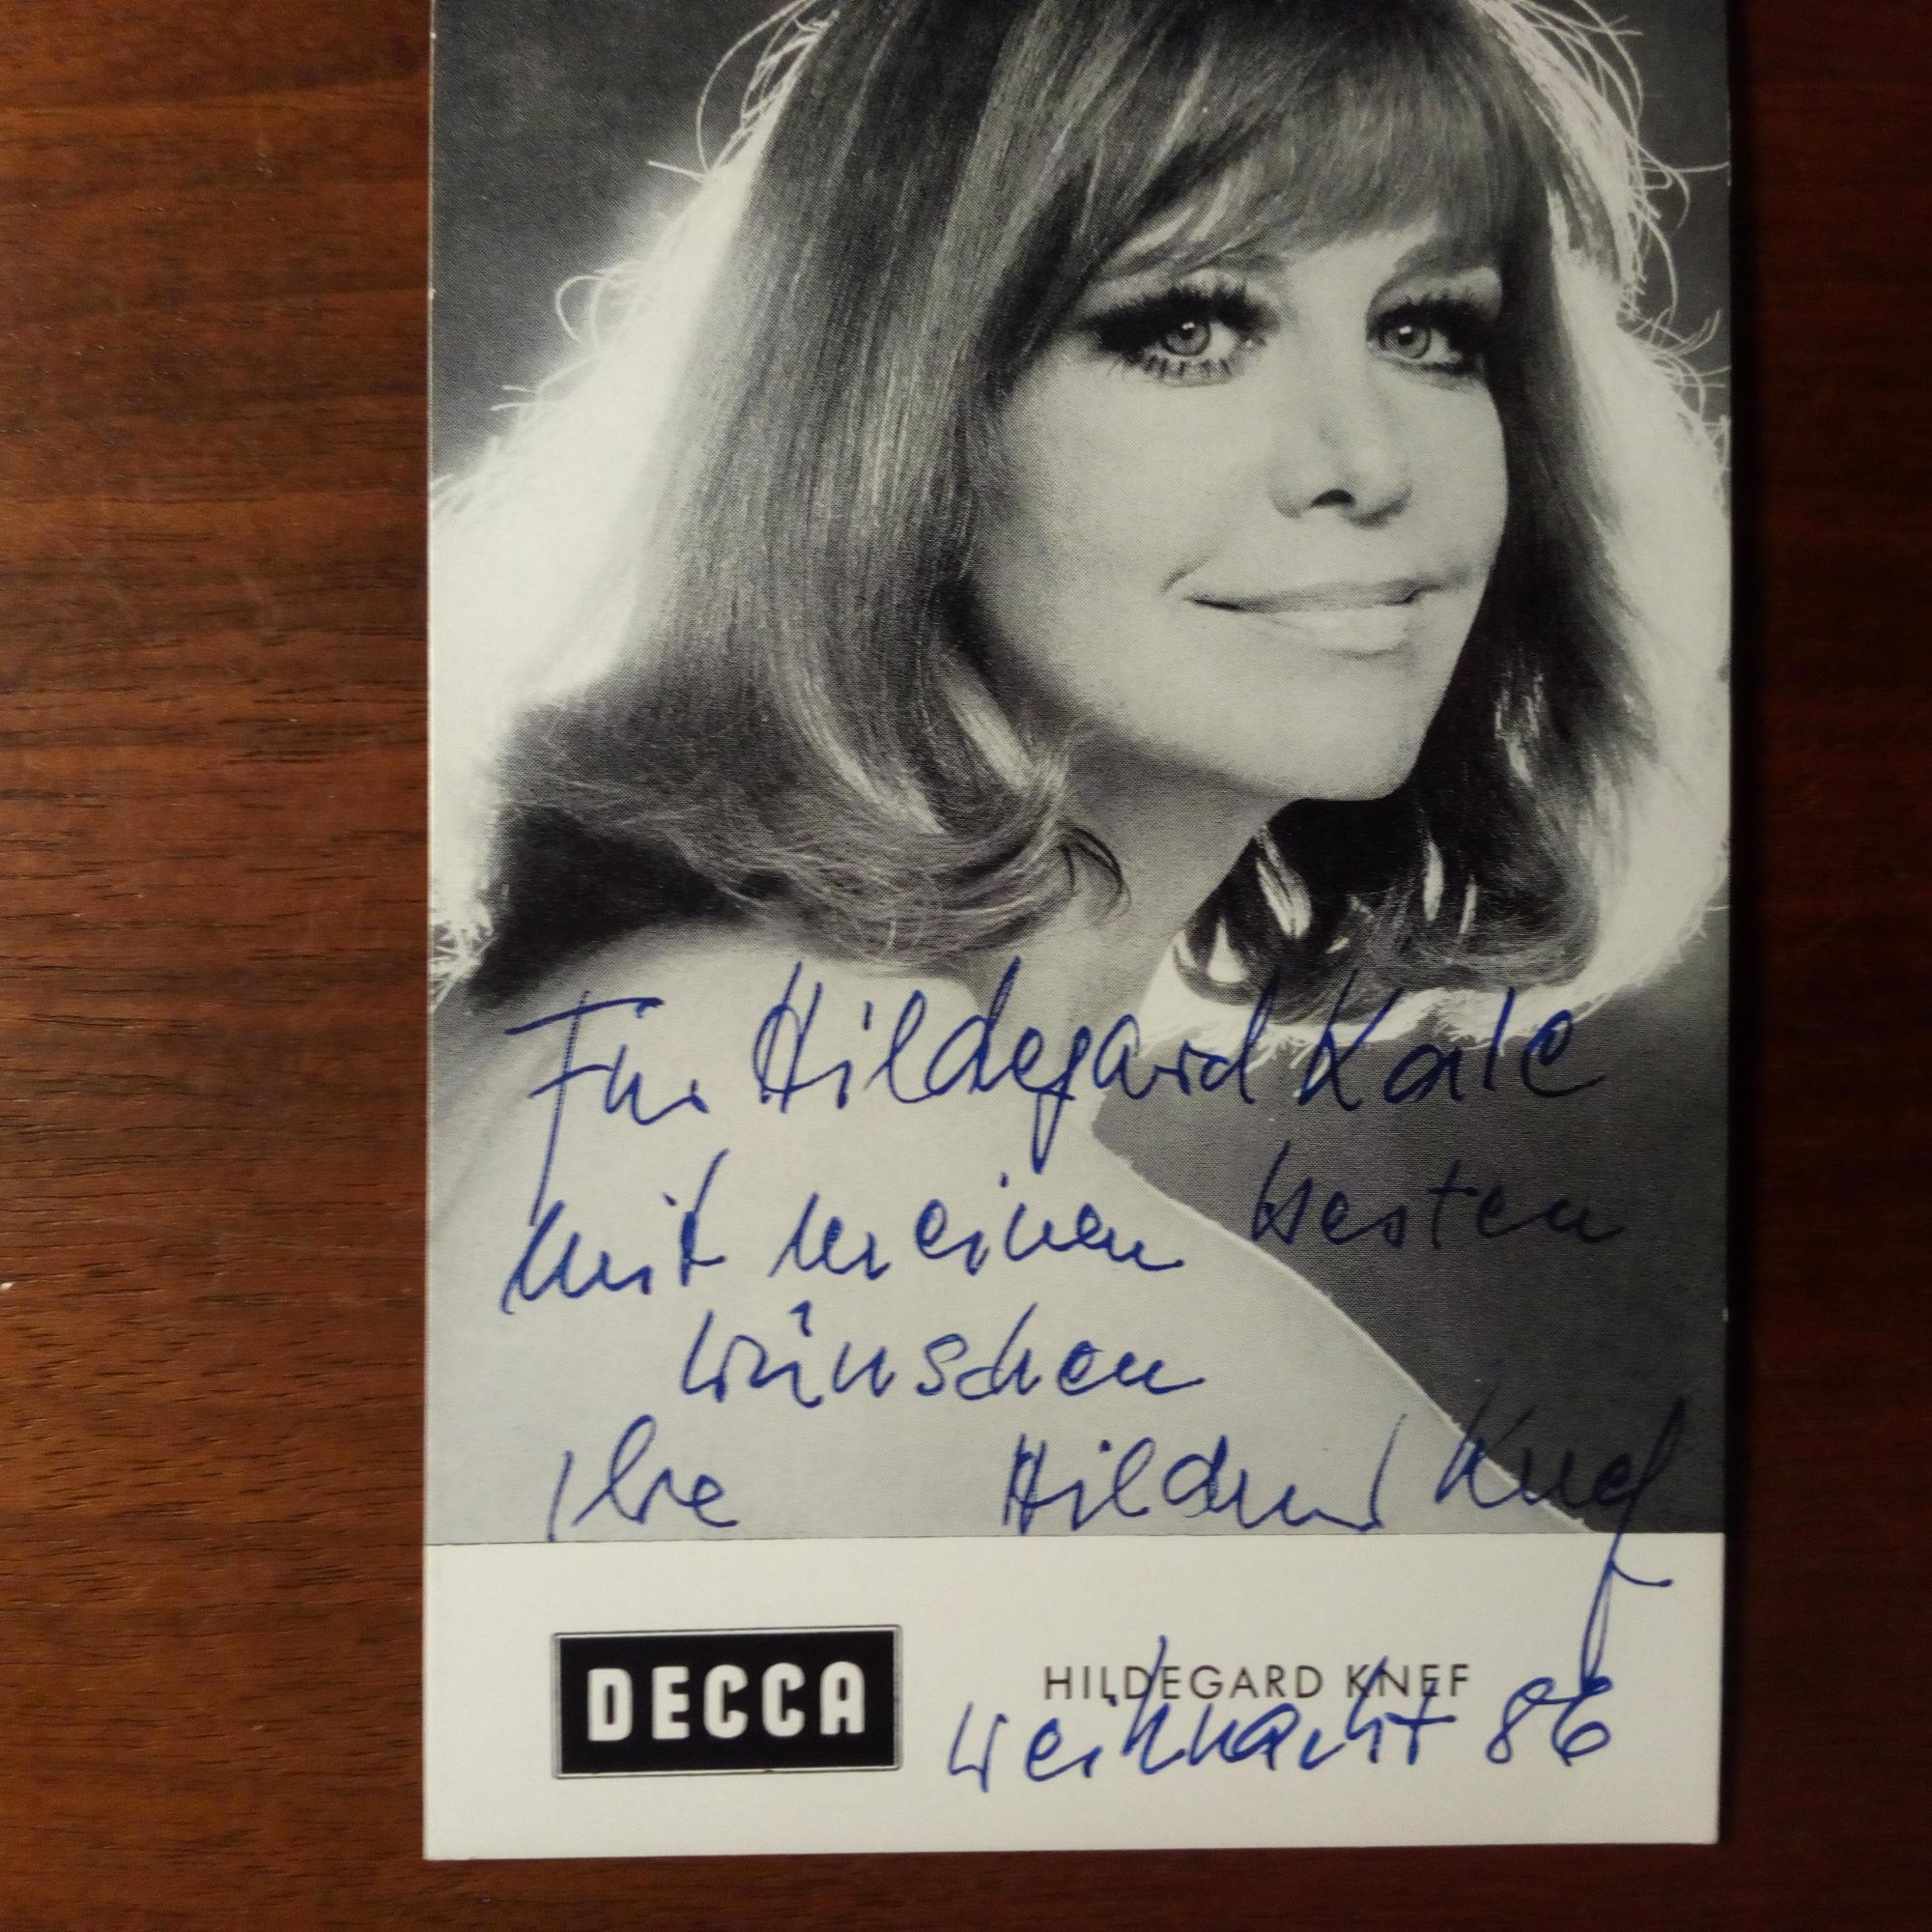 Für Hildegard Kale
mit meinen besten
Wünschen
Ihre Hildegard Knef
DECCA
HILDEGARD KNEF
Weihnacht 86